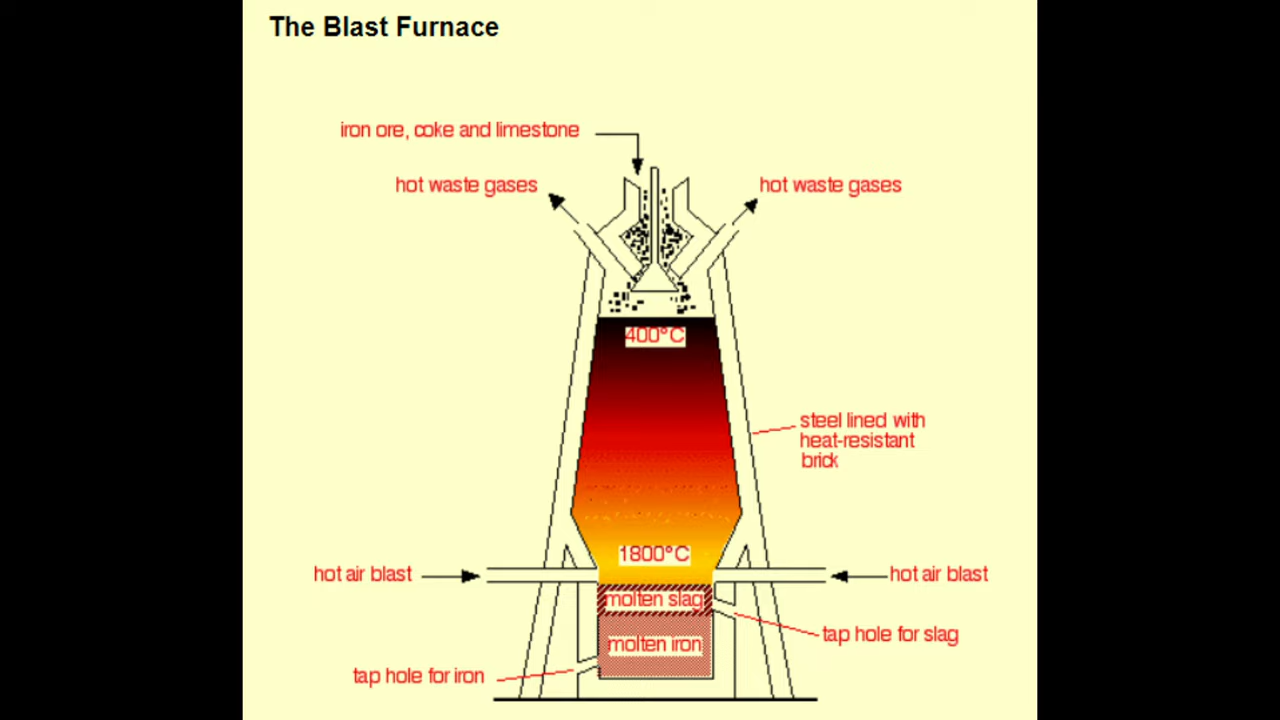 The Blast Furnace
iron ore, coke and limestone
hot waste gases
hot waste gases
400°C
steel lined with
heat-resistant
brick
1800°C
hot air blast
hot air blast
molten slag
tap hole for slag
molten iron
tap hole for iron